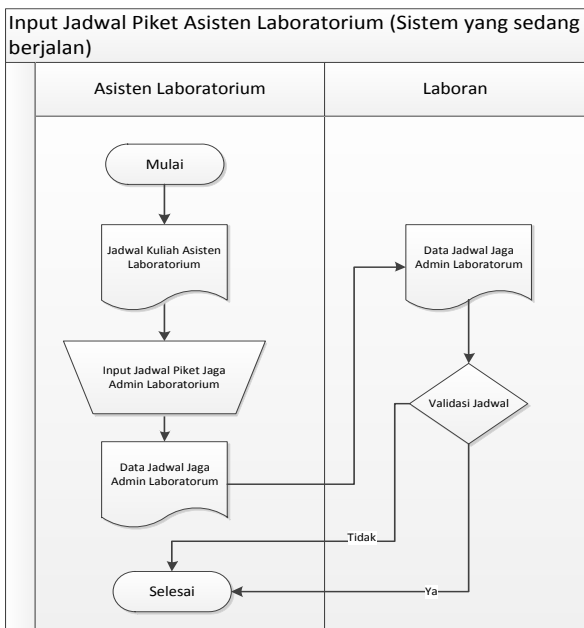 Input Jadwal Piket Asisten Laboratorium (Sistem yang sedang
berjalan)
Asisten Laboratorium
Laboran
Mulai
Jadwal Kuliah Asisten
Laboratorium
Input Jadwal Piket Jaga
Admin Laboratorium
Data Jadwal Jaga
Admin Laboratorum
Data Jadwal Jaga
Admin Laboratorum
Validasi Jadwal
Tidak
Selesai
Ya